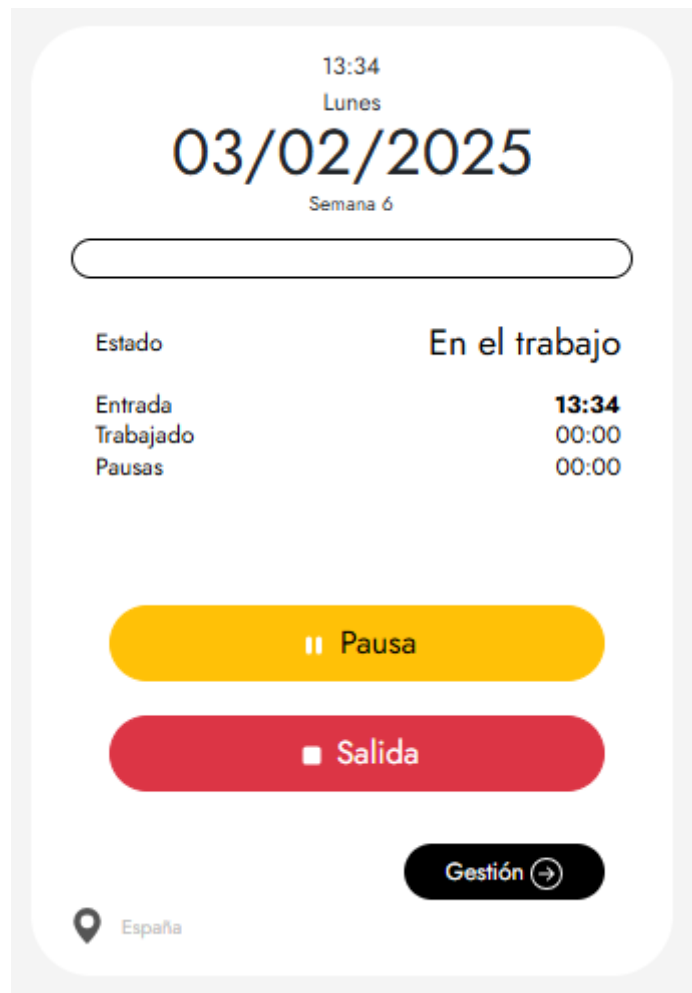 13:34
Lunes
03/02/2025
Semana 6
Estado En el trabajo
Entrada 13:34
Trabajado 00:00
Pausas 00:00
Pausa
Salida
Gestión
España